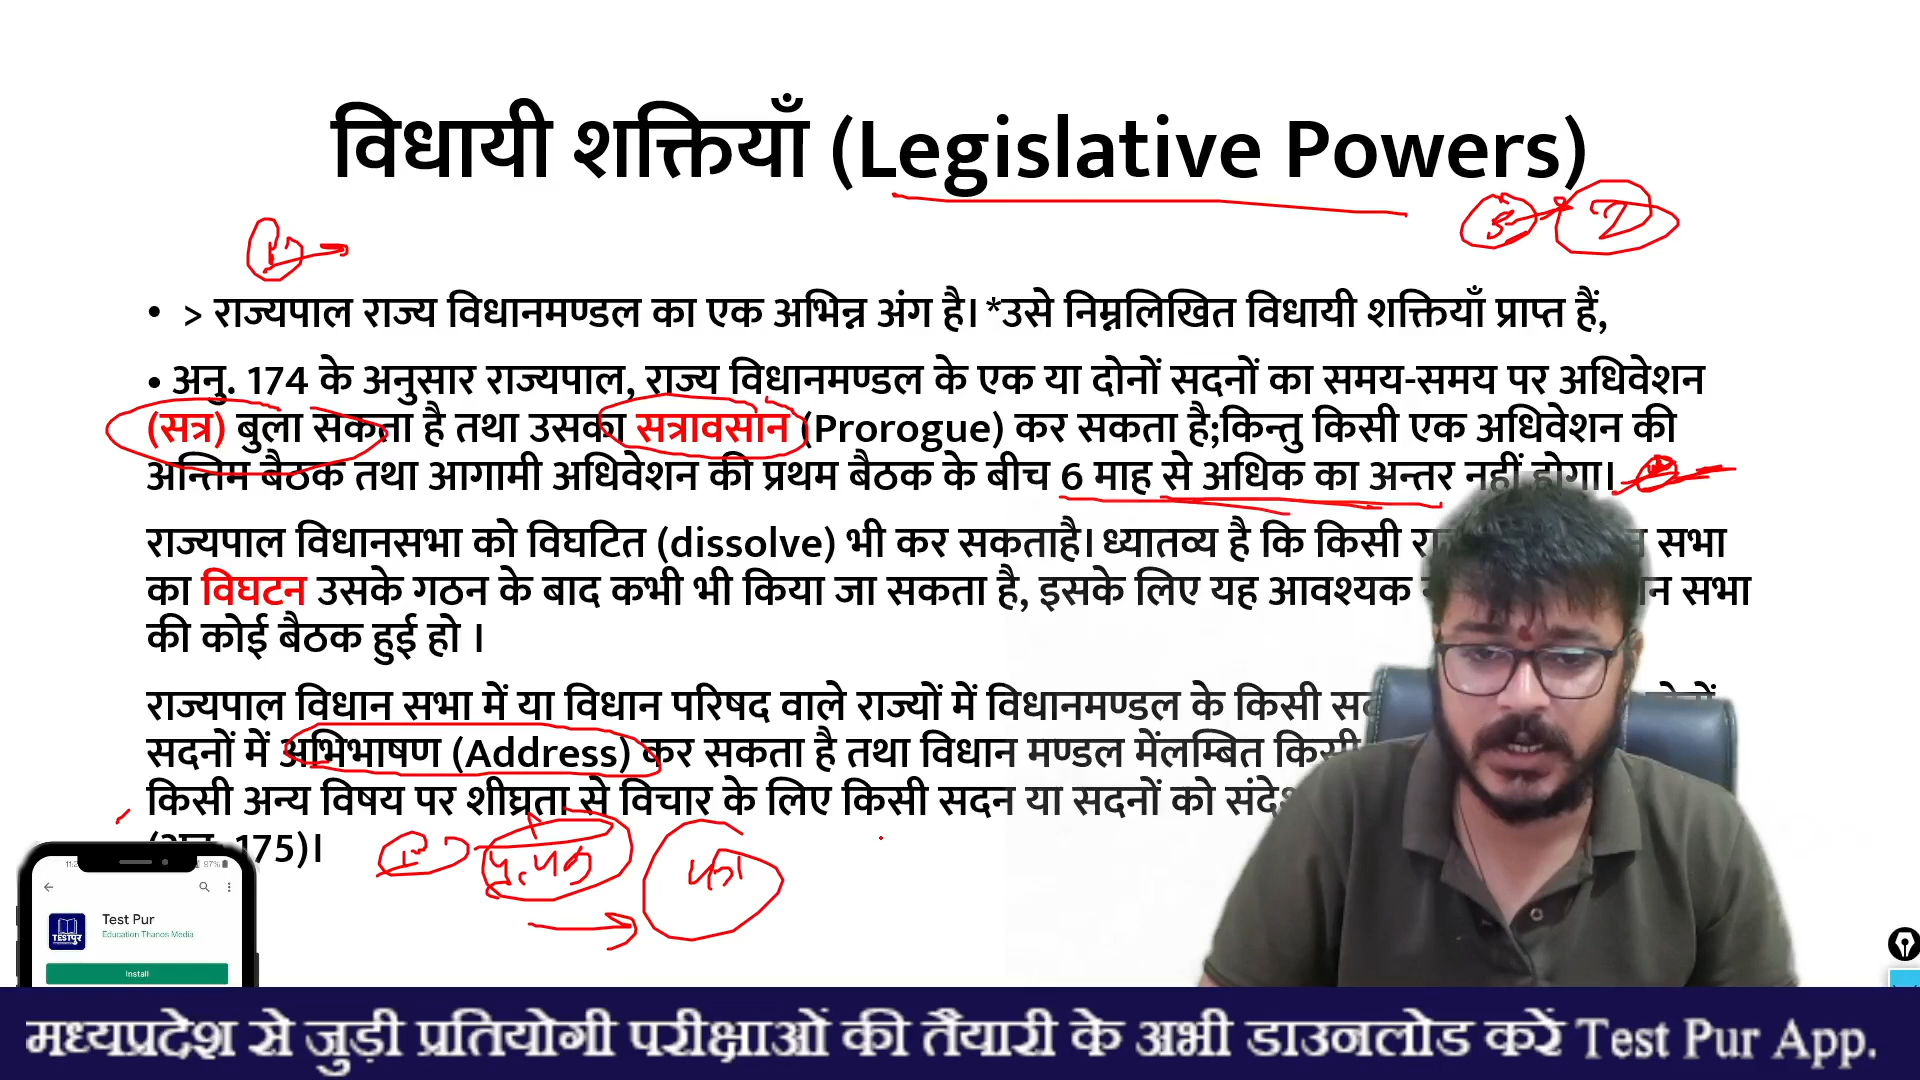 विधायी शक्तियाँ (Legislative Powers)
• > राज्यपाल राज्य विधानमण्डल का एक अभिन्न अंग है। *उसे निम्नलिखित विधायी शक्तियाँ प्राप्त हैं,
• अनु. 174 के अनुसार राज्यपाल, राज्य विधानमण्डल के एक या दोनों सदनों का समय-समय पर अधिवेशन
(सत्र) बुला सकता है तथा उसका सत्रावसान (Prorogue) कर सकता है;किन्तु किसी एक अधिवेशन की
अन्तिम बैठक तथा आगामी अधिवेशन की प्रथम बैठक के बीच 6 माह से अधिक का अन्तर नहीं होगा।
राज्यपाल विधानसभा को विघटित (dissolve) भी कर सकताहै। ध्यातव्य है कि किसी सभा
का विघटन उसके गठन के बाद कभी भी किया जा सकता है, इसके लिए यह आवश्यक सभा
की कोई बैठक हुई हो ।
राज्यपाल विधान सभा में या विधान परिषद वाले राज्यों में विधानमण्डल के किसी
सदनों में अभिभाषण (Address) कर सकता है तथा विधान मण्डल मेंलम्बित किसी
किसी अन्य विषय पर शीघ्रता से विचार के लिए किसी सदन या सदनों को
175)।
97%
Test Pur
Education Thanos Media
Install
मध्यप्रदेश से जुड़ी प्रतियोगी परीक्षाओं की तैयारी के अभी डाउनलोड करें Test Pur App.